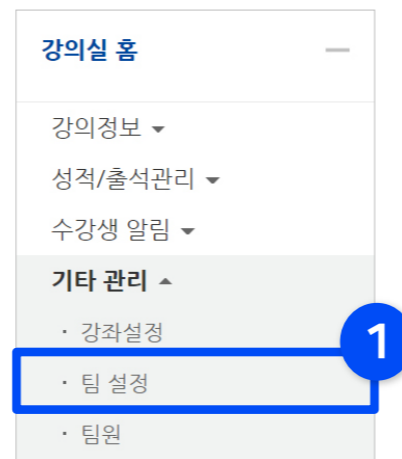 강의실 홈
강의정보
성적/출석관리
수강생 알림
기타 관리
· 강좌설정
1
· 팀 설정
· 팀원